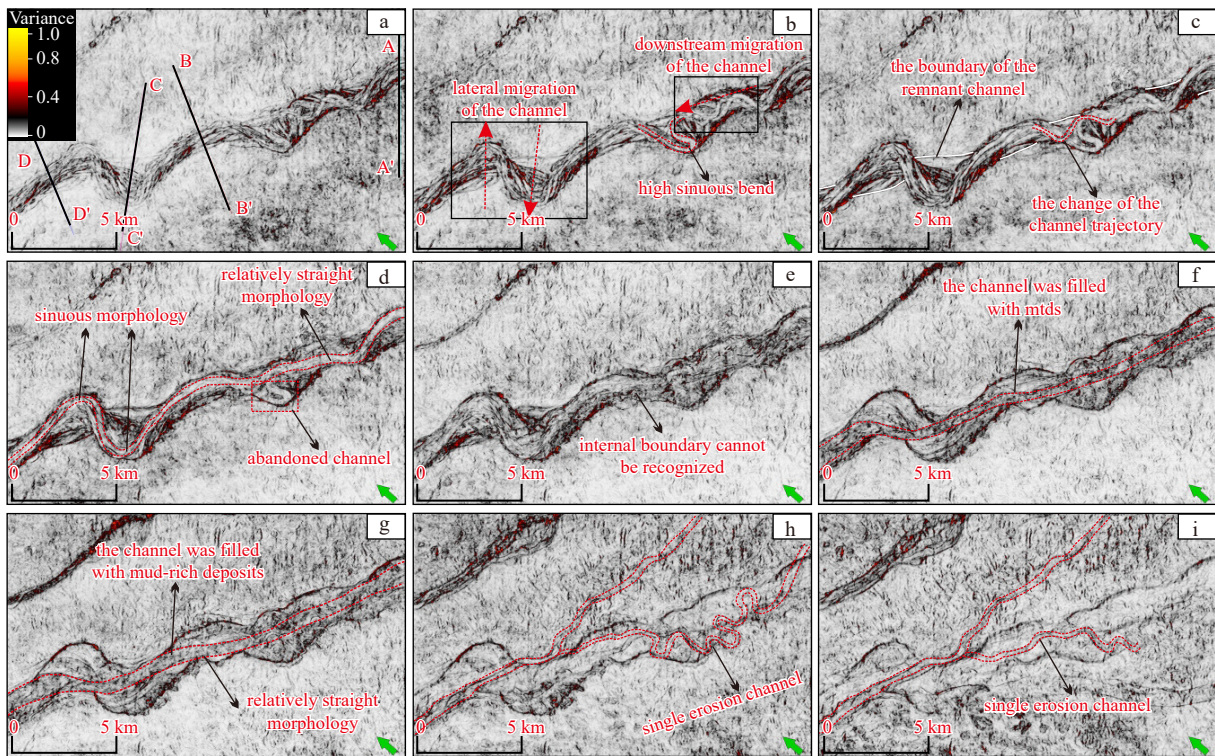 Variance
1.0
0.8
0.4
0
a
A
B
C
D
A'
D'
B'
C'
0
5 km
b
downstream migration
of the channel
lateral migration
of the channel
high sinuous bend
5 km
0
c
the boundary of the
remnant channel
the change of the
channel trajectory
0
5 km
d
relatively straight
morphology
sinuous morphology
abandoned channel
0
5 km
e
internal boundary cannot
be recognized
0
5 km
f
the channel was filled
with mtds
0
5 km
g
the channel was filled
with mud-rich deposits
relatively straight
morphology
0
5 km
h
single erosion channel
0
5 km
i
single erosion channel
0
5 km